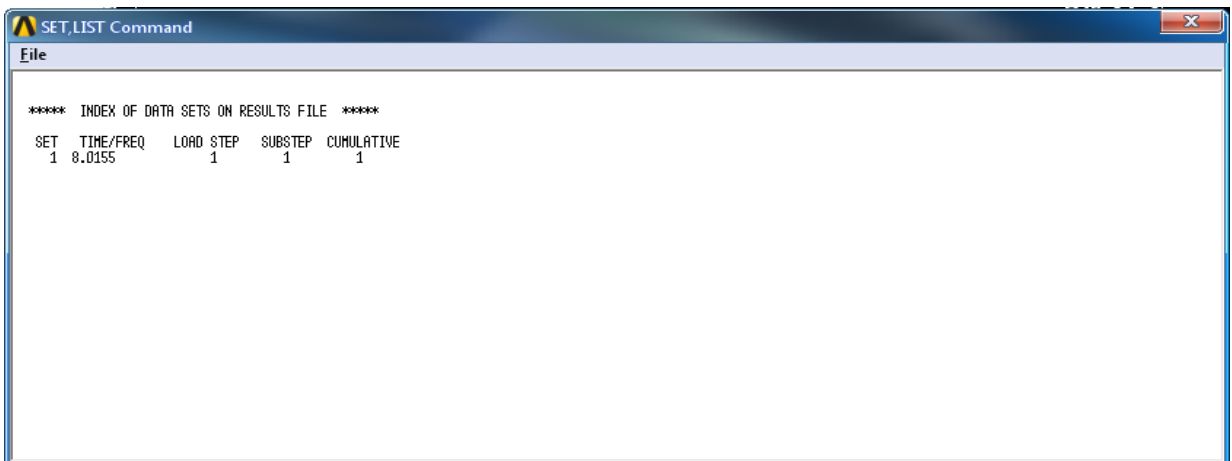 SET,LIST Command
File
***** INDEX OF DATA SETS ON RESULTS FILE *****
SET TIME/FREQ LOAD STEP SUBSTEP CUMULATIVE
1 8.0155 1 1 1